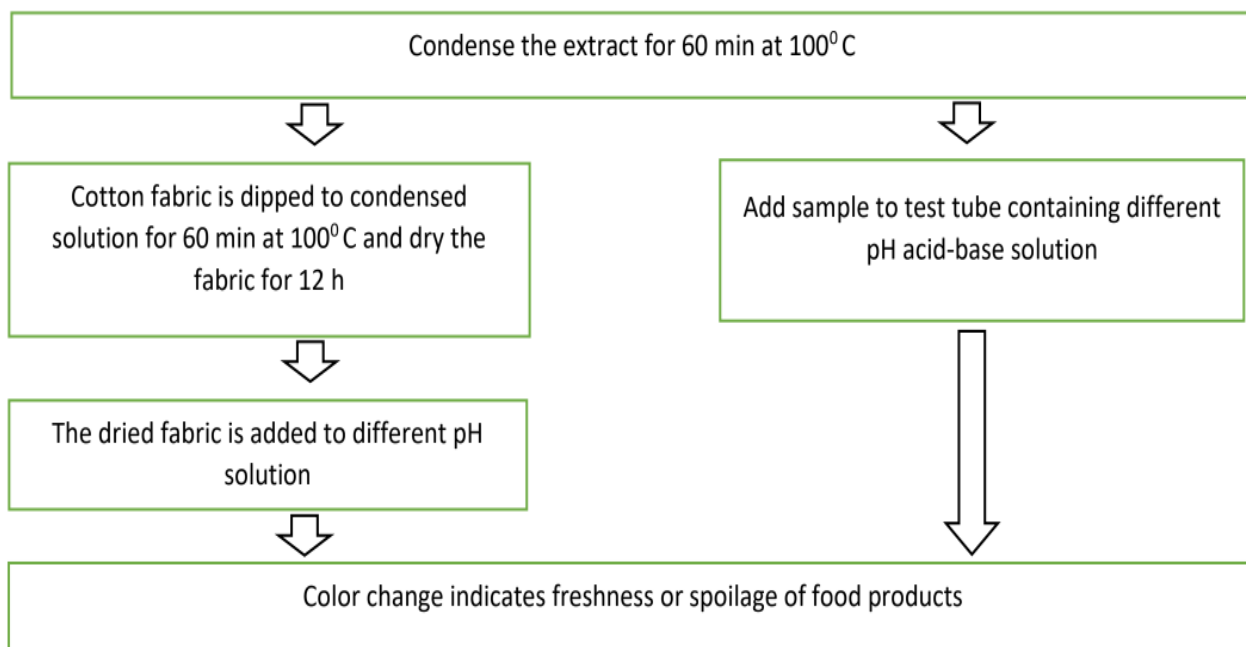 Condense the extract for 60 min at 100⁰ C
Cotton fabric is dipped to condensed
solution for 60 min at 100⁰ C and dry the
fabric for 12 h
Add sample to test tube containing different
pH acid-base solution
The dried fabric is added to different pH
solution
Color change indicates freshness or spoilage of food products